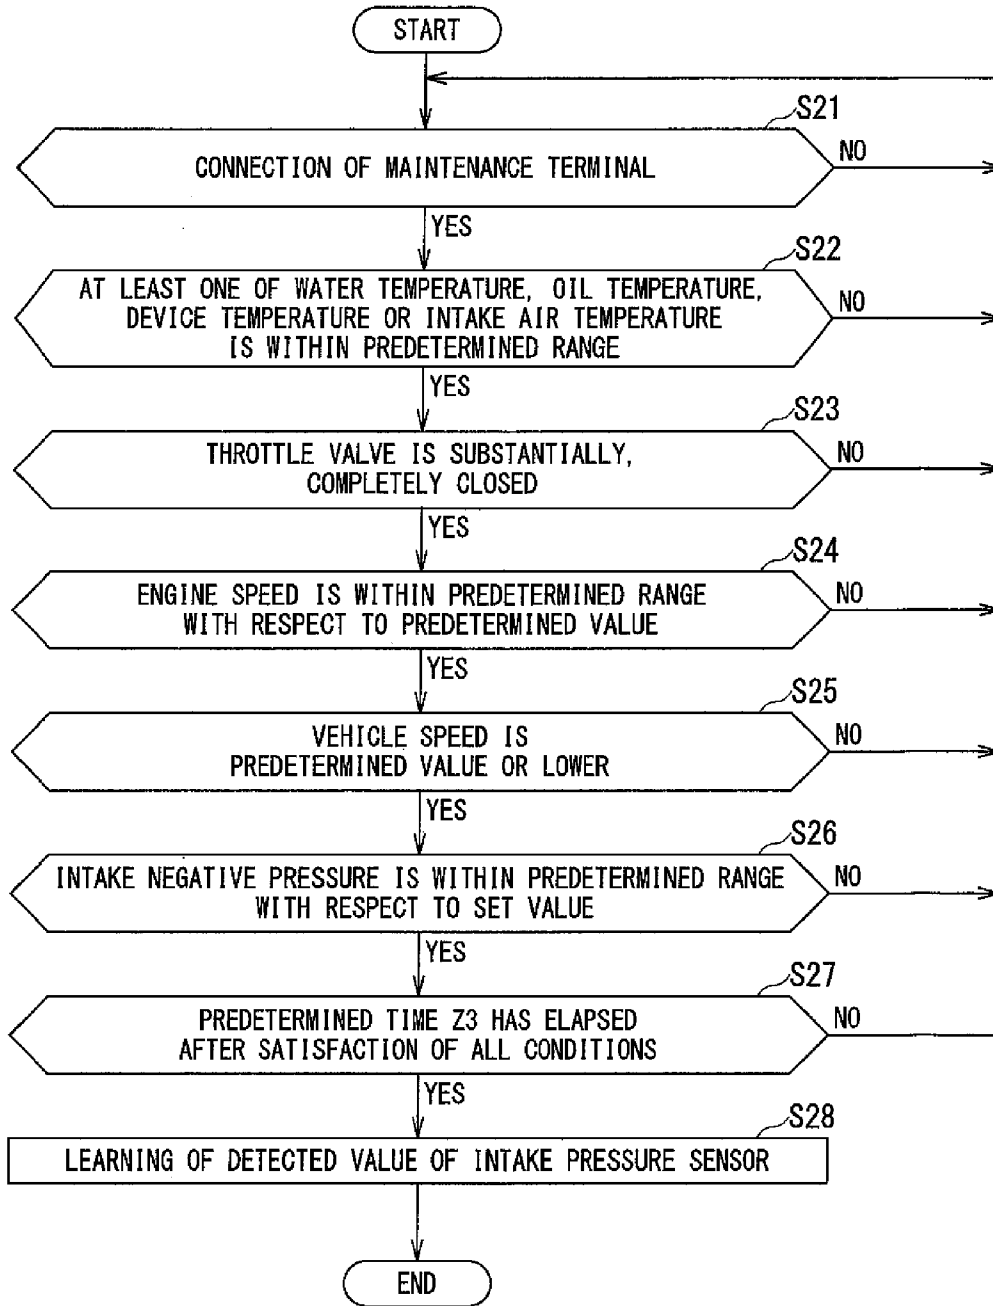 START
S21
CONNECTION OF MAINTENANCE TERMINAL
NO
YES
S22
AT LEAST ONE OF WATER TEMPERATURE, OIL TEMPERATURE,
DEVICE TEMPERATURE OR INTAKE AIR TEMPERATURE
IS WITHIN PREDETERMINED RANGE
NO
YES
S23
THROTTLE VALVE IS SUBSTANTIALLY,
COMPLETELY CLOSED
NO
YES
S24
ENGINE SPEED IS WITHIN PREDETERMINED RANGE
WITH RESPECT TO PREDETERMINED VALUE
NO
YES
S25
VEHICLE SPEED IS
PREDETERMINED VALUE OR LOWER
NO
YES
S26
INTAKE NEGATIVE PRESSURE IS WITHIN PREDETERMINED RANGE
WITH RESPECT TO SET VALUE
NO
YES
S27
PREDETERMINED TIME Z3 HAS ELAPSED
AFTER SATISFACTION OF ALL CONDITIONS
NO
YES
S28
LEARNING OF DETECTED VALUE OF INTAKE PRESSURE SENSOR
END